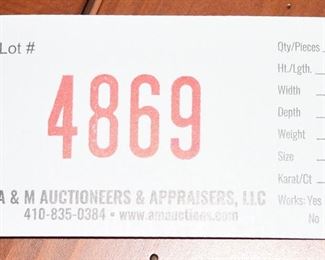 Lot #
4869
Qty/Pieces
Ht./Lgth.
Width
Depth
Weight
Size
Karat/Ct
Works: Yes
No
A & M AUCTIONEERS & APPRAISERS, LLC
410-835-0384 • www.amauctions.com